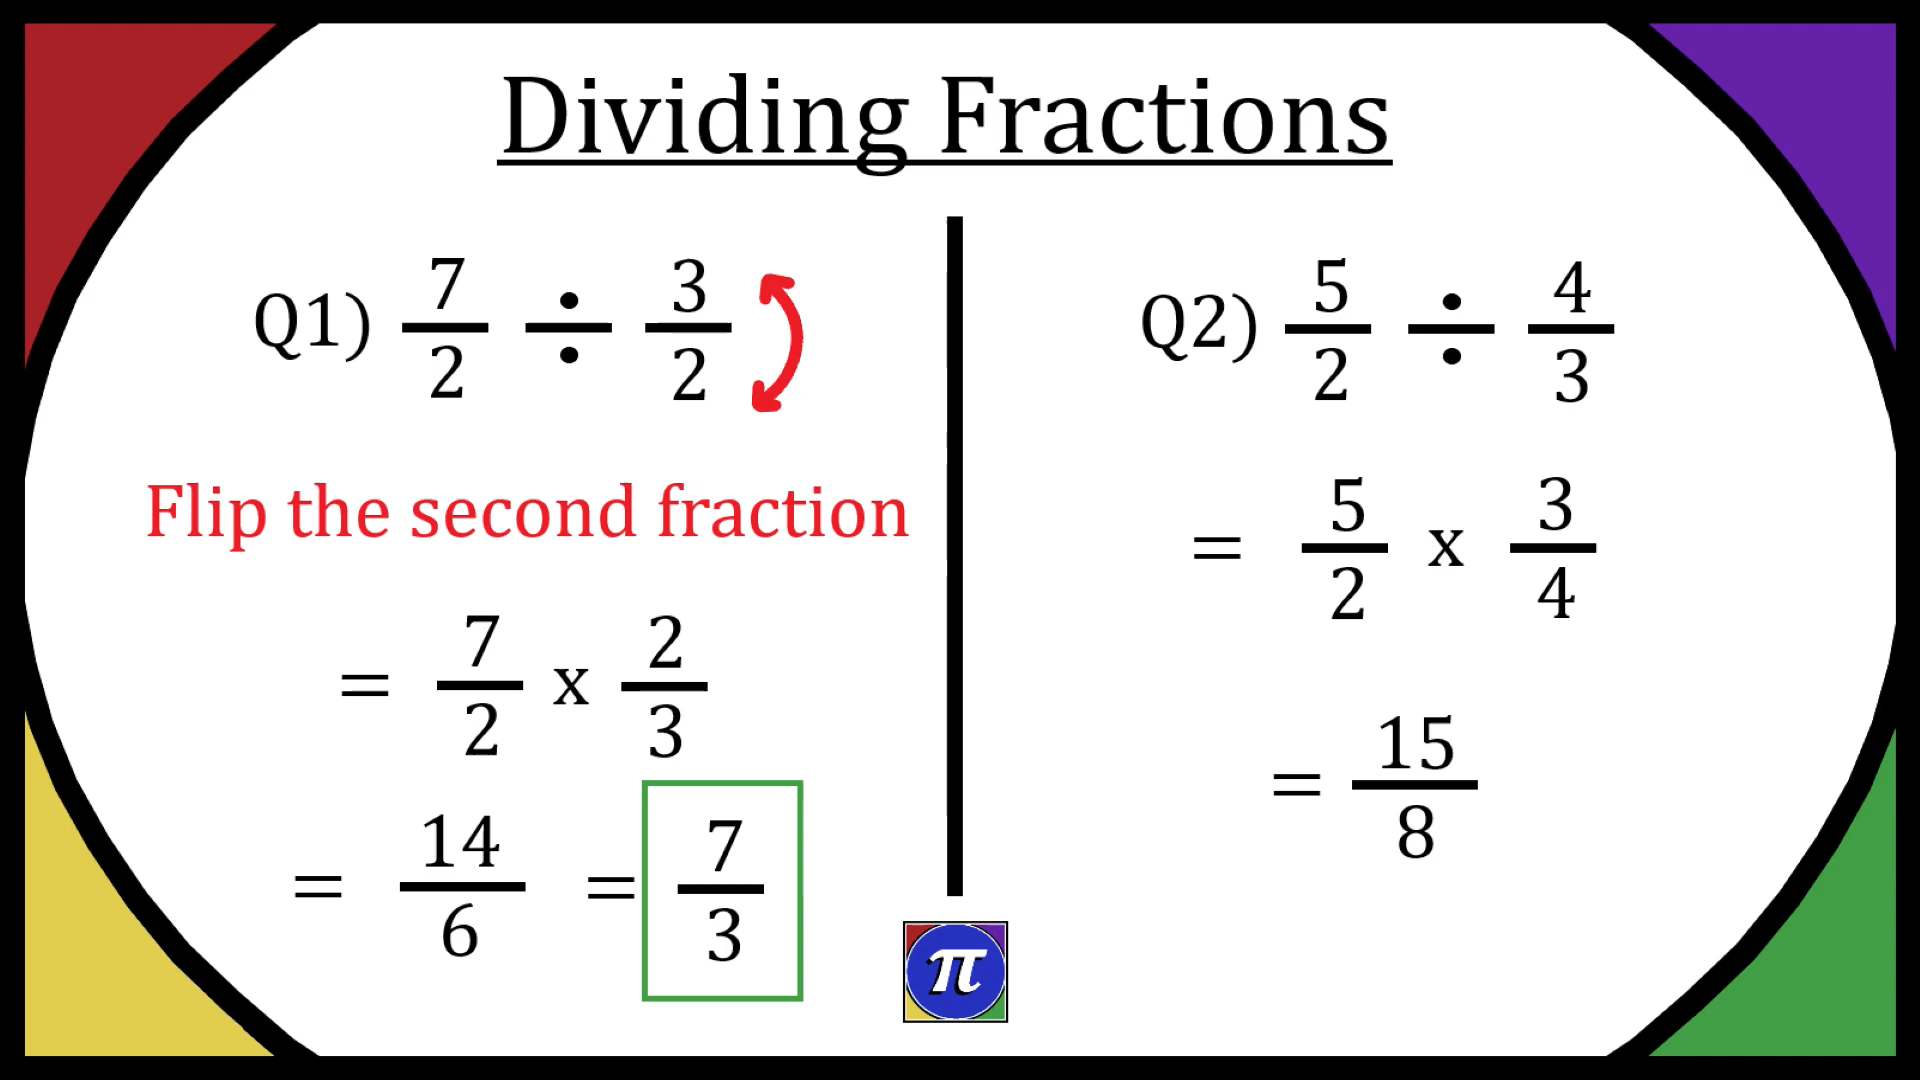 Dividing Fractions
Q1) 7/2 ÷ 3/2
Flip the second fraction
= 7/2 x 2/3
= 14/6 = 7/3
Q2) 5/2 ÷ 4/3
= 5/2 x 3/4
= 15/8
π